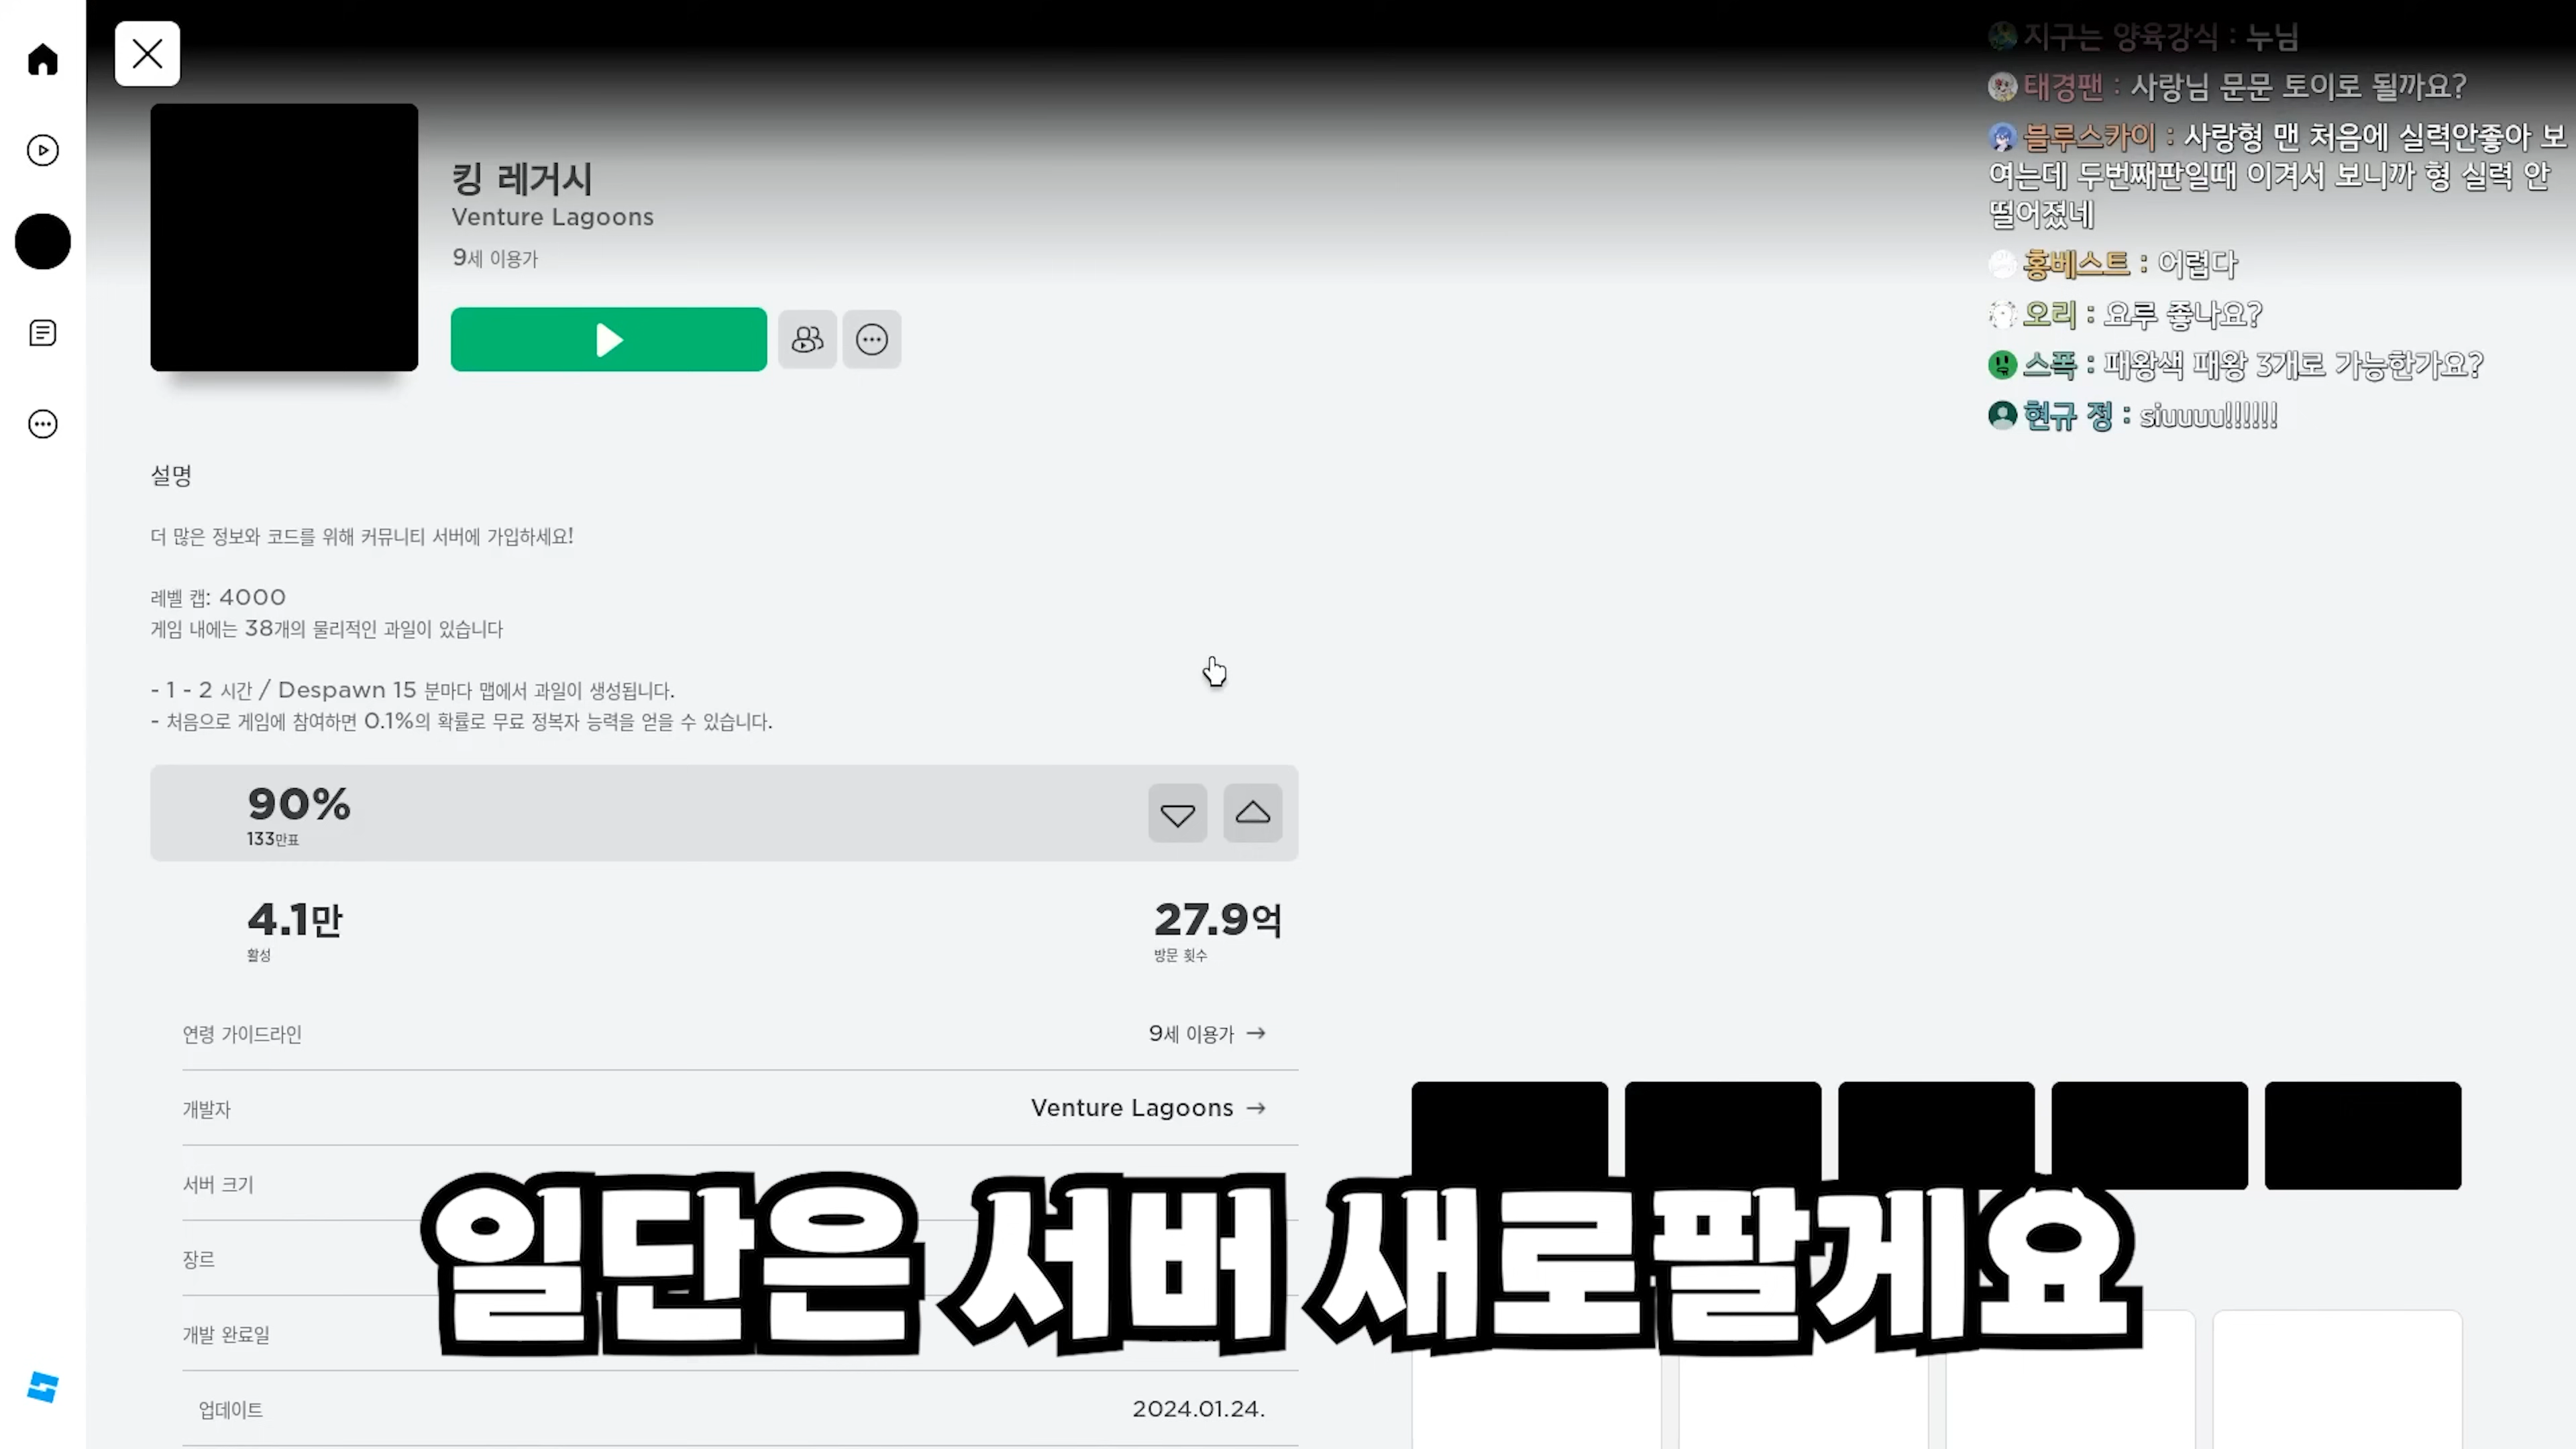 킹 레거시
Venture Lagoons
9세 이용가
설명
더 많은 정보와 코드를 위해 커뮤니티 서버에 가입하세요!
레벨 캡: 4000
게임 내에는 38개의 물리적인 과일이 있습니다
- 1 - 2 시간 / Despawn 15 분마다 맵에서 과일이 생성됩니다.
- 처음으로 게임에 참여하면 0.1%의 확률로 무료 정복자 능력을 얻을 수 있습니다.
90%
133만표
4.1만
활성
27.9억
방문 횟수
연령 가이드라인
9세 이용가 →
개발자
Venture Lagoons →
서버 크기
장르
개발 완료일
업데이트
2024.01.24.
지구는 양육강식 : 누님
태경팬 : 사랑님 문문 토이로 될까요?
블루스카이 : 사랑형 맨 처음에 실력안좋아 보
여는데 두번째판일때 이겨서 보니까 형 실력 안
떨어졌네
홍베스트 : 어렵다
오리 : 요루 좋나요?
스폭 : 패왕색 패왕 3개로 가능한가요?
현규 정 : siuuuu!!!!!!
일단은 서버 새로팔게요